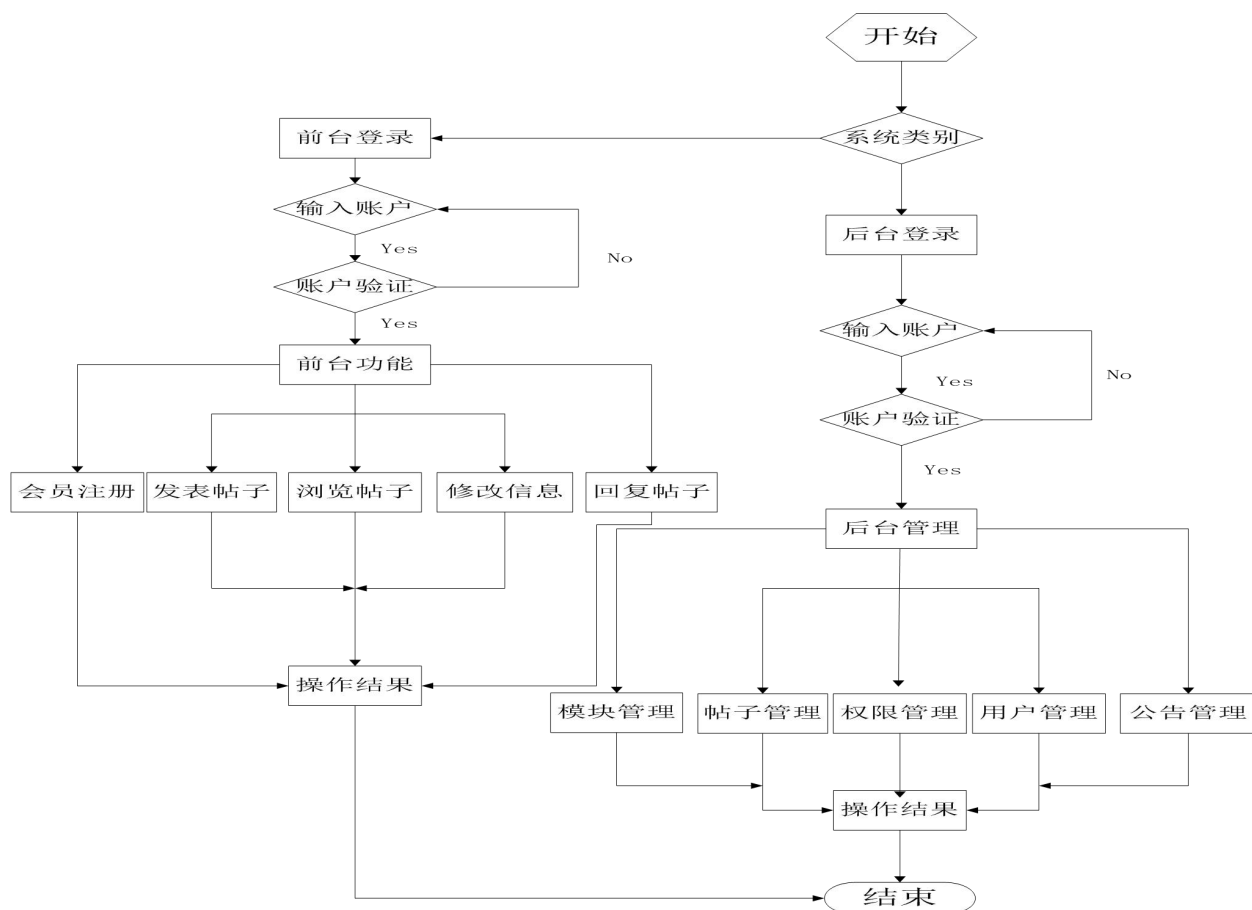 开始
系统类别
前台登录
输入账户
Yes
No
账户验证
Yes
前台功能
会员注册
发表帖子
浏览帖子
修改信息
回复帖子
操作结果
后台登录
输入账户
Yes
No
账户验证
Yes
后台管理
模块管理
帖子管理
权限管理
用户管理
公告管理
操作结果
结束